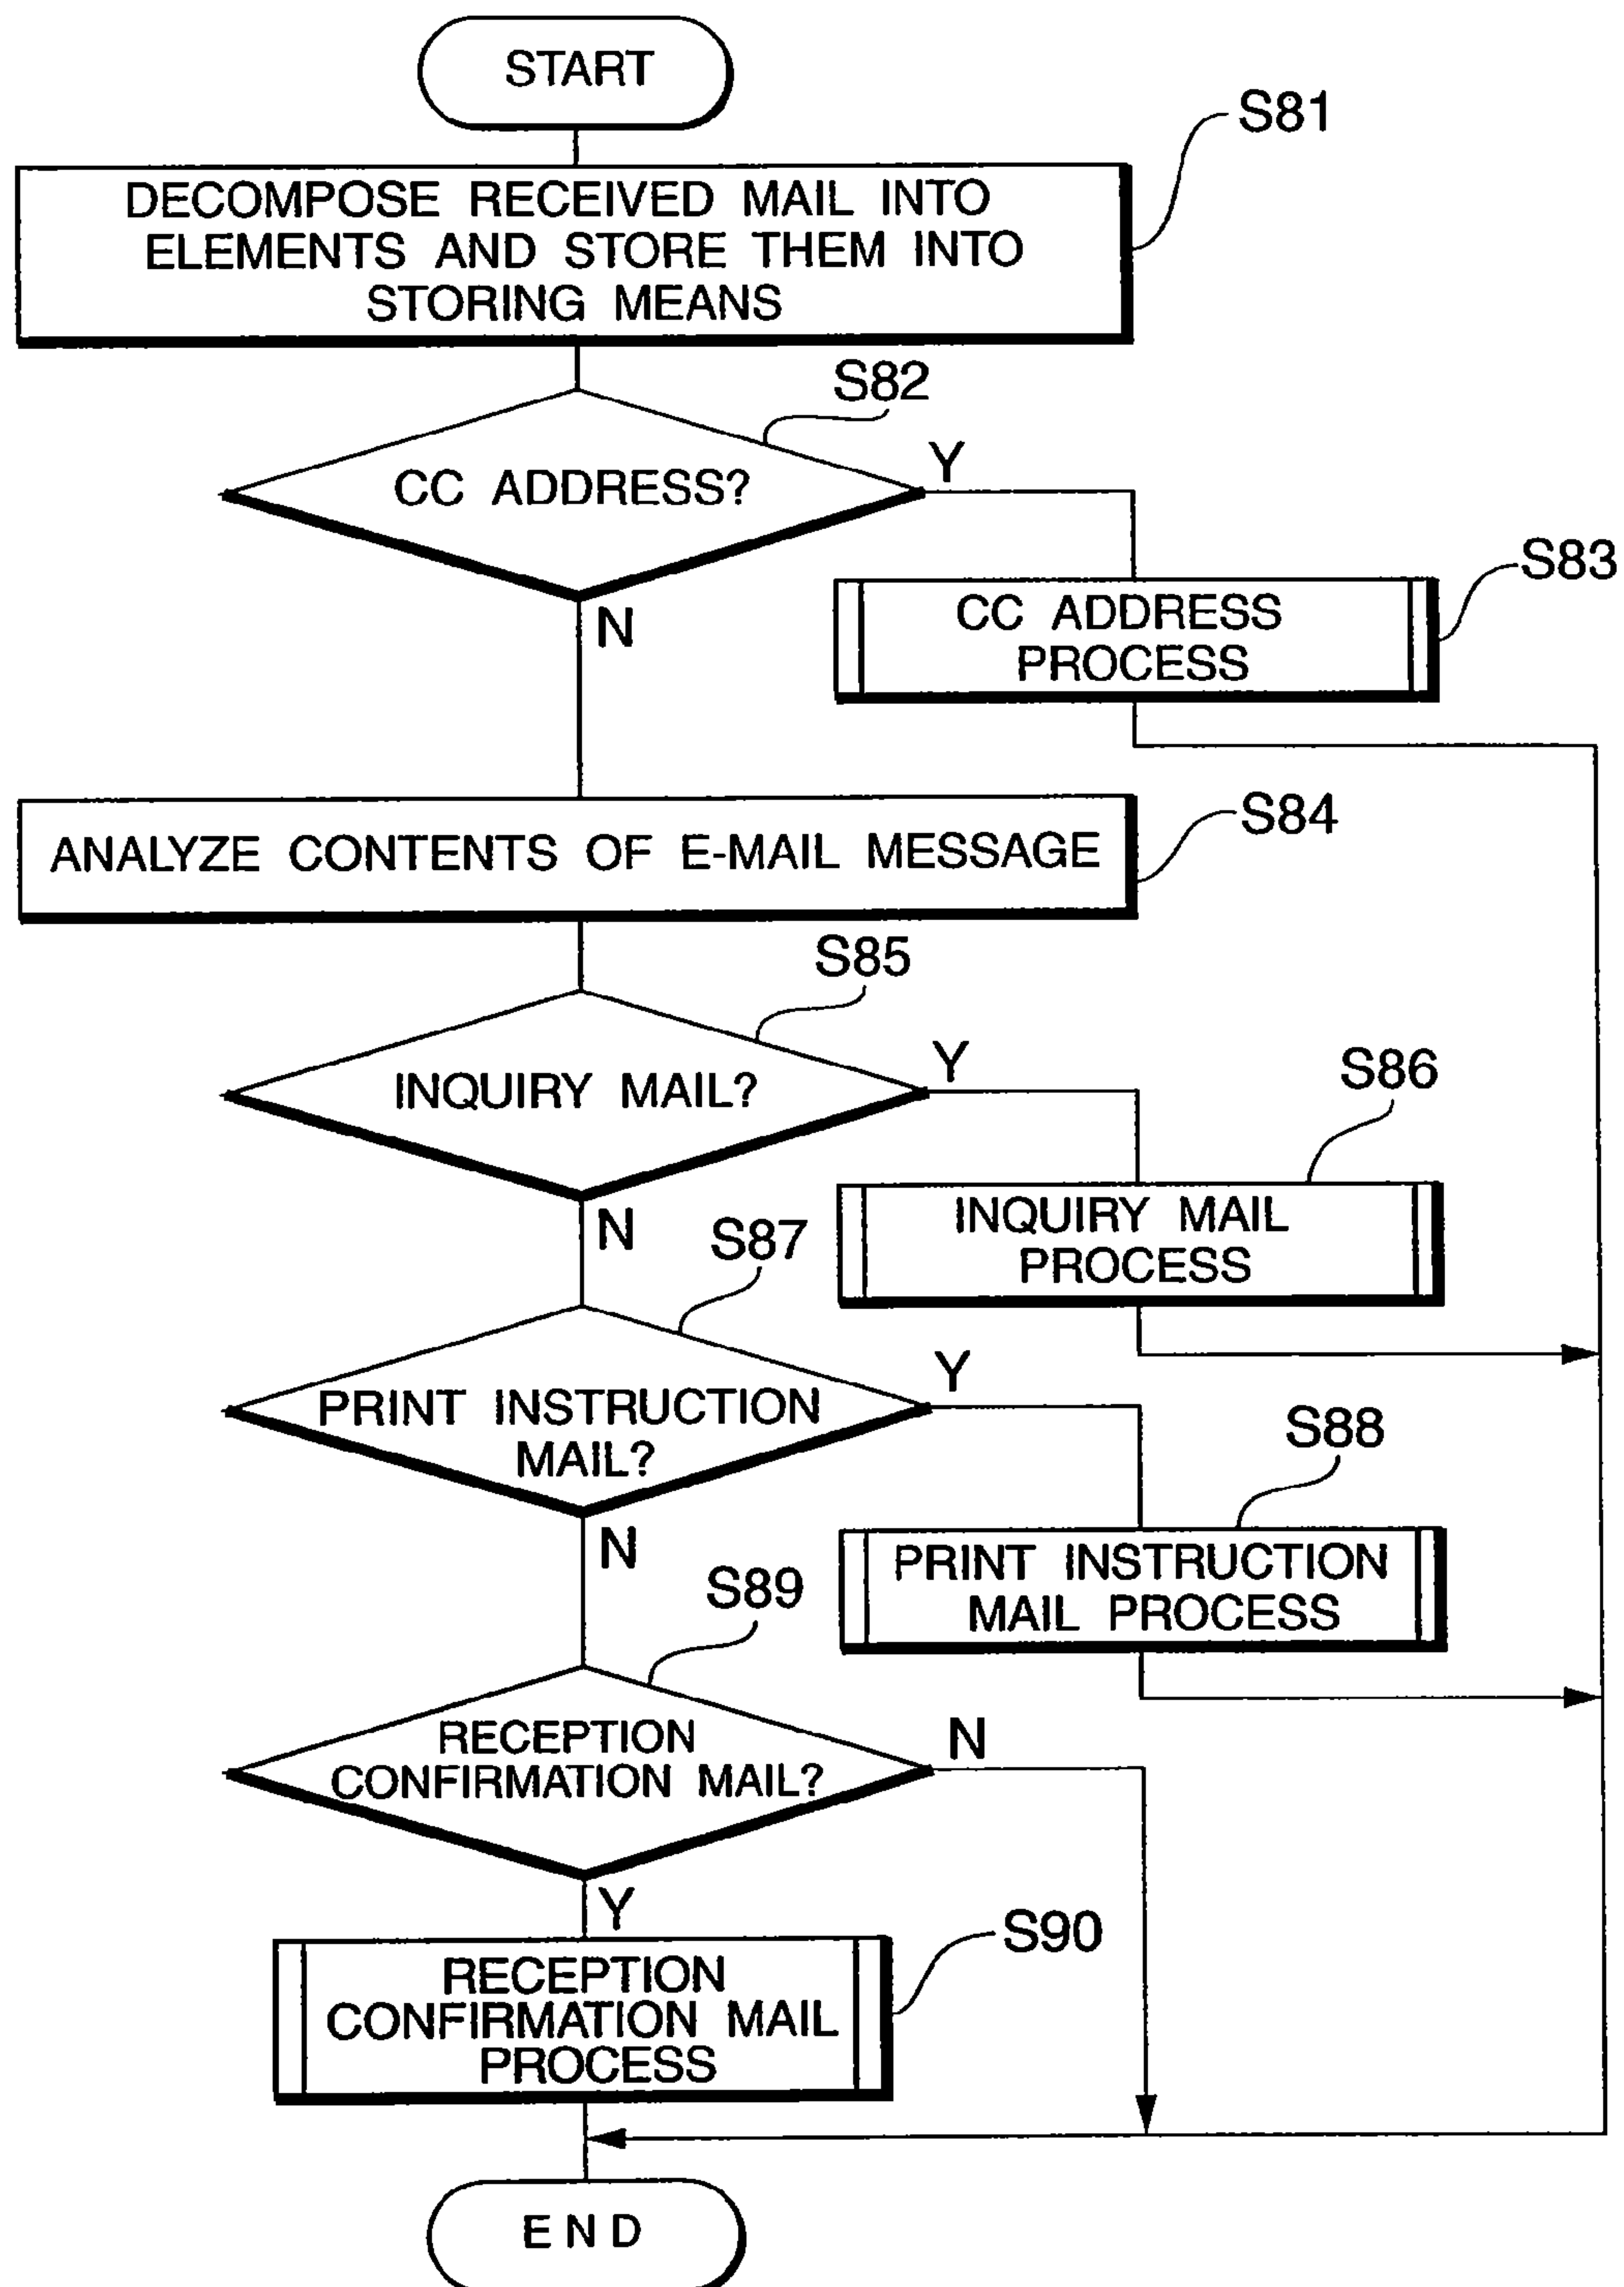 START
S81
DECOMPOSE RECEIVED MAIL INTO
ELEMENTS AND STORE THEM INTO
STORING MEANS
S82
CC ADDRESS?
Y
N
S83
CC ADDRESS
PROCESS
S84
ANALYZE CONTENTS OF E-MAIL MESSAGE
S85
INQUIRY MAIL?
Y
N
S86
INQUIRY MAIL
PROCESS
S87
PRINT INSTRUCTION
MAIL?
Y
N
S88
PRINT INSTRUCTION
MAIL PROCESS
S89
RECEPTION
CONFIRMATION MAIL?
N
Y
S90
RECEPTION
CONFIRMATION MAIL
PROCESS
END